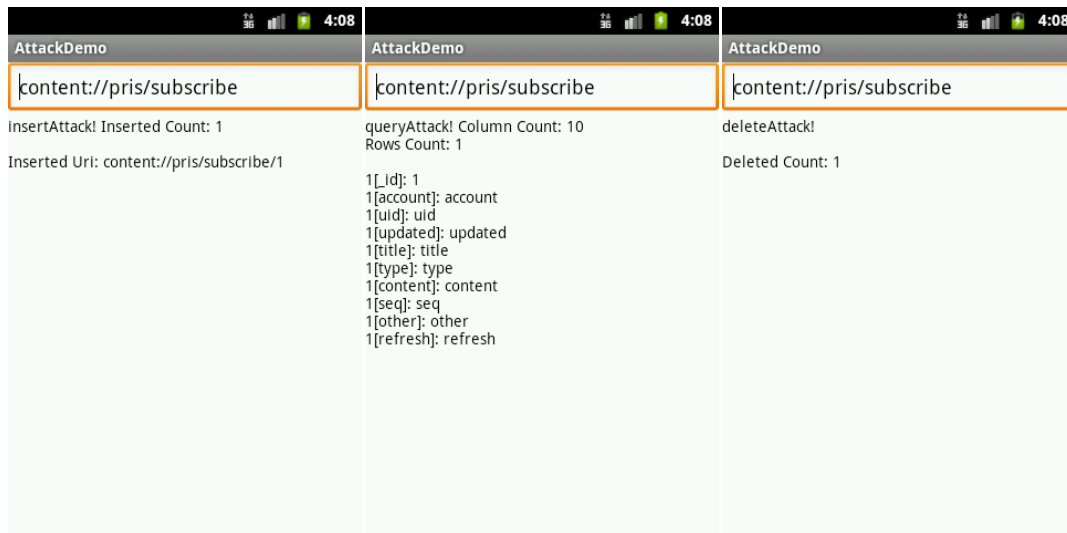 4:08
AttackDemo
content://pris/subscribe
insertAttack! Inserted Count: 1
Inserted Uri: content://pris/subscribe/1
4:08
AttackDemo
content://pris/subscribe
queryAttack! Column Count: 10
Rows Count: 1
1[_id]: 1
1[account]: account
1[uid]: uid
1[updated]: updated
1[title]: title
1[type]: type
1[content]: content
1[seq]: seq
1[other]: other
1[refresh]: refresh
4:08
AttackDemo
content://pris/subscribe
deleteAttack!
Deleted Count: 1